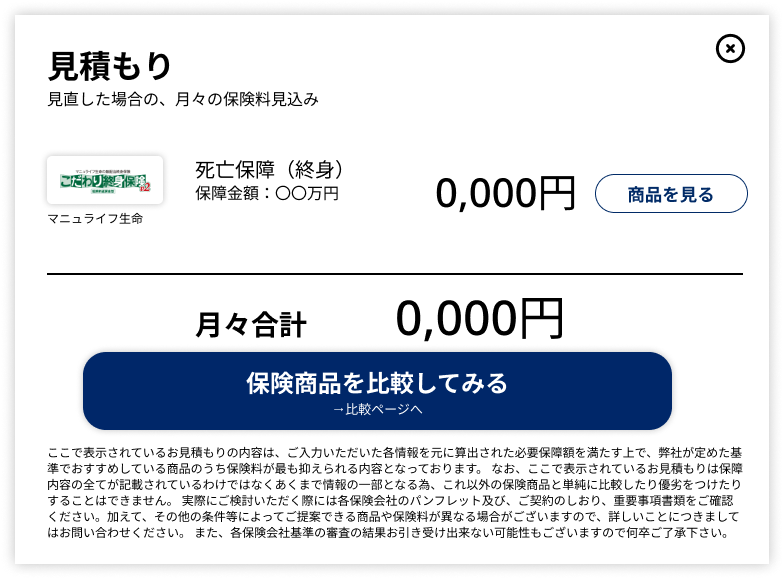 見積もり
見直した場合の、月々の保険料見込み
こだわり終身保険
マニュライフ生命
死亡保障（終身）
保障金額：〇〇万円
0,000円
商品を見る
月々合計
0,000円
保険商品を比較してみる
→比較ページへ
ここで表示されているお見積もりの内容は、ご入力いただいた各情報を元に算出された必要保障額を満たす上で、弊社が定めた基
準でおすすめしている商品のうち保険料が最も抑えられる内容となっております。 なお、ここで表示されているお見積もりは保障
内容の全てが記載されているわけではなくあくまで情報の一部となる為、これ以外の保険商品と単純に比較したり優劣をつけたり
することはできません。 実際にご検討いただく際には各保険会社のパンフレット及び、ご契約のしおり、重要事項書類をご確認
ください。加えて、その他の条件等によってご提案できる商品や保険料が異なる場合がございますので、詳しいことにつきまして
はお問い合わせください。 また、各保険会社基準の審査の結果お引き受け出来ない可能性もございますので何卒ご了承下さい。